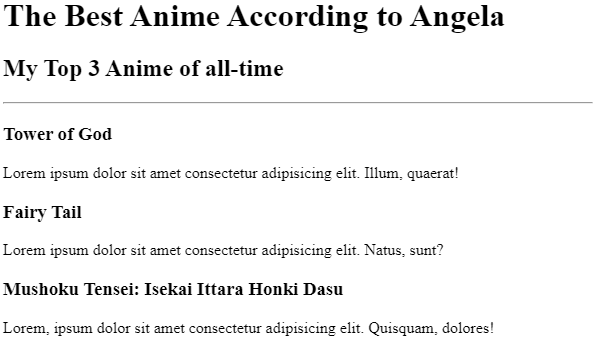 The Best Anime According to Angela
My Top 3 Anime of all-time
Tower of God
Lorem ipsum dolor sit amet consectetur adipisicing elit. Illum, quaerat!
Fairy Tail
Lorem ipsum dolor sit amet consectetur adipisicing elit. Natus, sunt?
Mushoku Tensei: Isekai Ittara Honki Dasu
Lorem, ipsum dolor sit amet consectetur adipisicing elit. Quisquam, dolores!